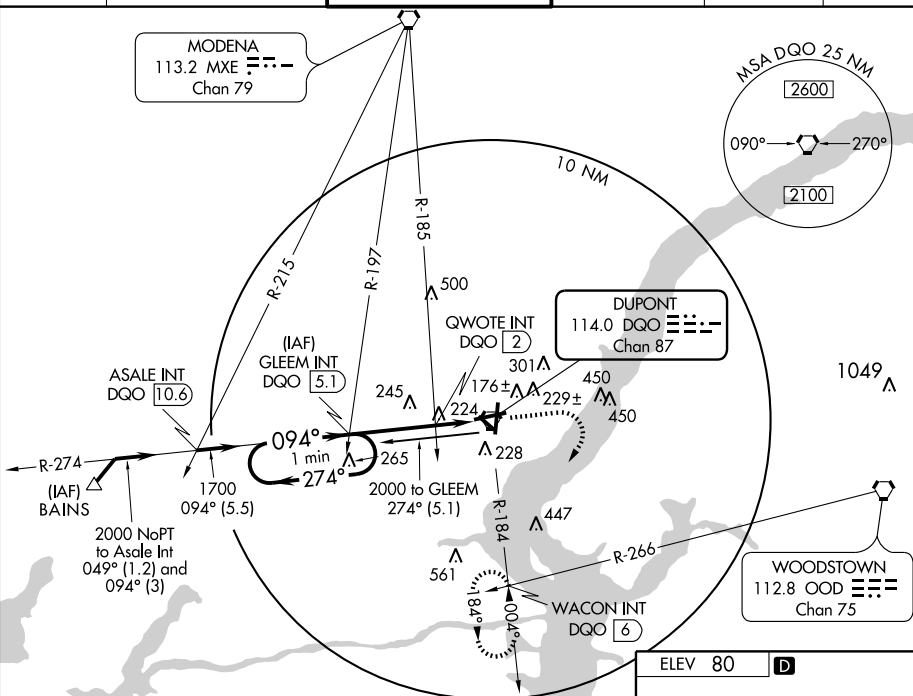 MODENA
113.2 MXE
Chan 79
MSA DQO 25 NM
2600
090°
270°
2100
10 NM
R-215
R-197
R-185
500
DUPONT
114.0 DQO
Chan 87
QWOTE INT
DQO 2
(IAF)
GLEEM INT
DQO 5.1
ASALE INT
DQO 10.6
301
176±
229±
450
450
1049
245
224
228
094°
1 min
274°
265
R-274
(IAF)
BAINS
1700
094° (5.5)
2000 to GLEEM
274° (5.1)
2000 NoPT
to Asale Int
049° (1.2) and
094° (3)
R-184
447
561
R-266
WOODSTOWN
112.8 OOD
Chan 75
184°
004°
WACON INT
DQO 6
ELEV 80 D